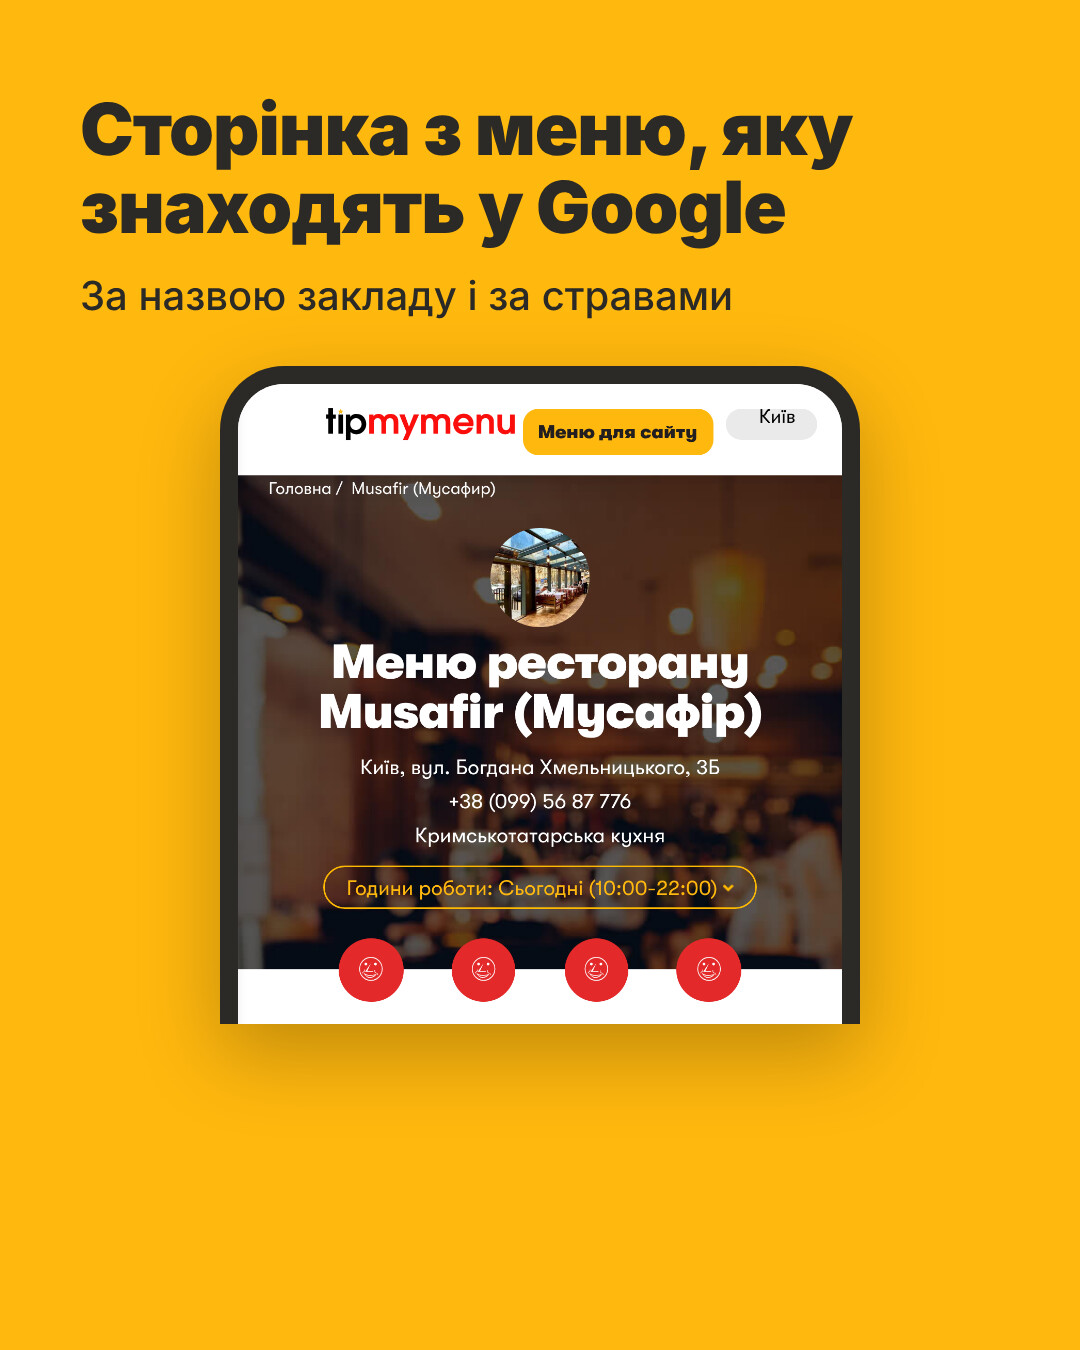 Сторінка з меню, яку
знаходять у Google
За назвою закладу і за стравами
tipmymenu
Меню для сайту
Київ
Головна / Musafir (Мусафир)
Меню ресторану
Musafir (Мусафір)
Київ, вул. Богдана Хмельницького, 3Б
+38 (099) 56 87 776
Кримськотатарська кухня
Години роботи: Сьогодні (10:00-22:00)